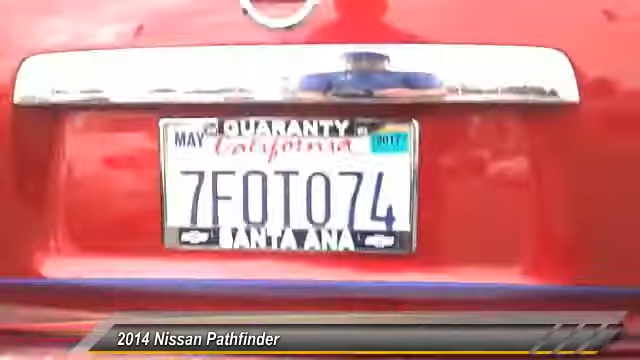 GUARANTY
MAY California 2017
7FOT074
SANTA ANA
2014 Nissan Pathfinder